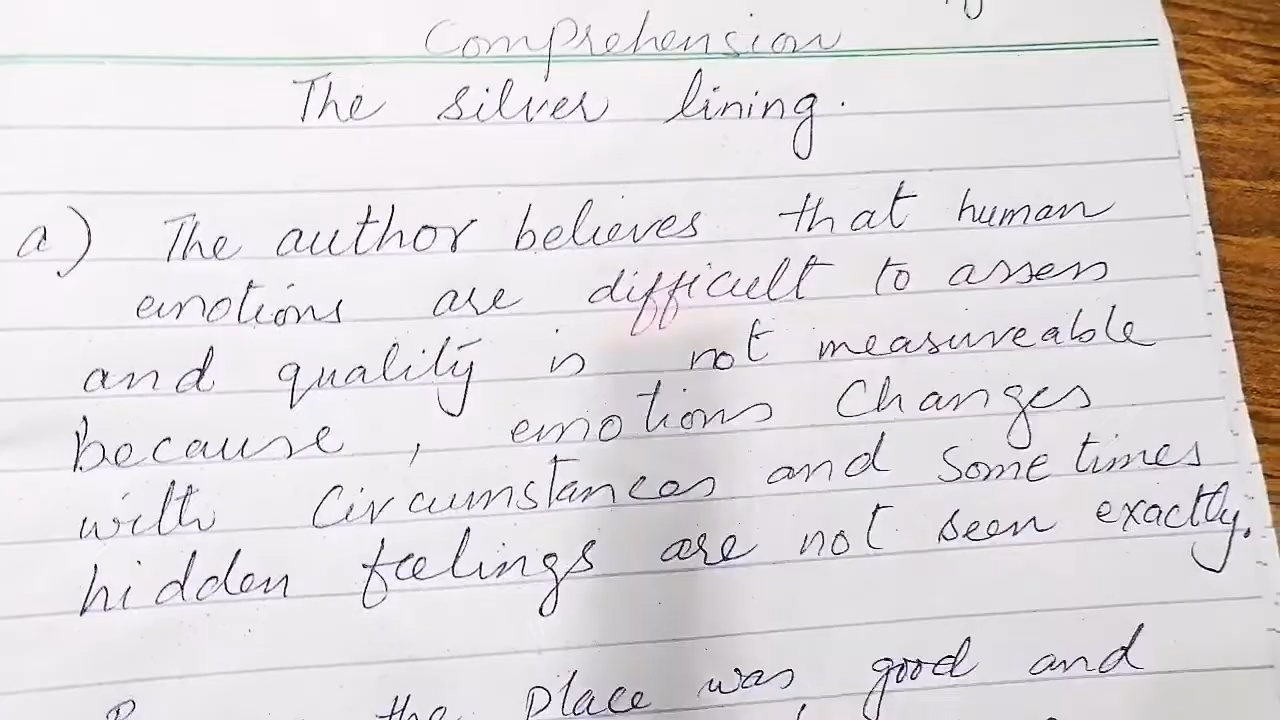 Comprehension
The silver lining.
a) The author believes that human
emotions are difficult to assess
and quality is not measureable
because, emotions changes
with Circumstances and Some times
hidden feelings are not seen exactly.
the place was good and